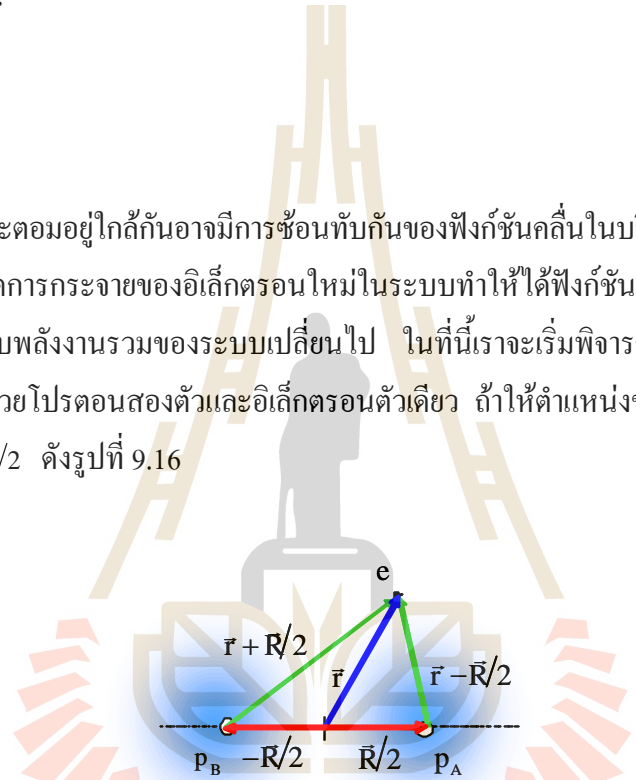 ะตอมอยู่ใกล้กันอาจมีการซ้อนทับกันของฟังก์ชันคลื่นในบริ
ดการกระจายของอิเล็กตรอนใหม่ในระบบทำให้ได้ฟังก์ชัน
บพลังงานรวมของระบบเปลี่ยนไป ในที่นี้เราจะเริ่มพิจาร
วยโปรตอนสองตัวและอิเล็กตรอนตัวเดียว ถ้าให้ตำแหน่ง
/2 ดังรูปที่ 9.16
e
r⃗ + R⃗/2 r⃗ r⃗ − R⃗/2
p_B −R⃗/2 R⃗/2 p_A